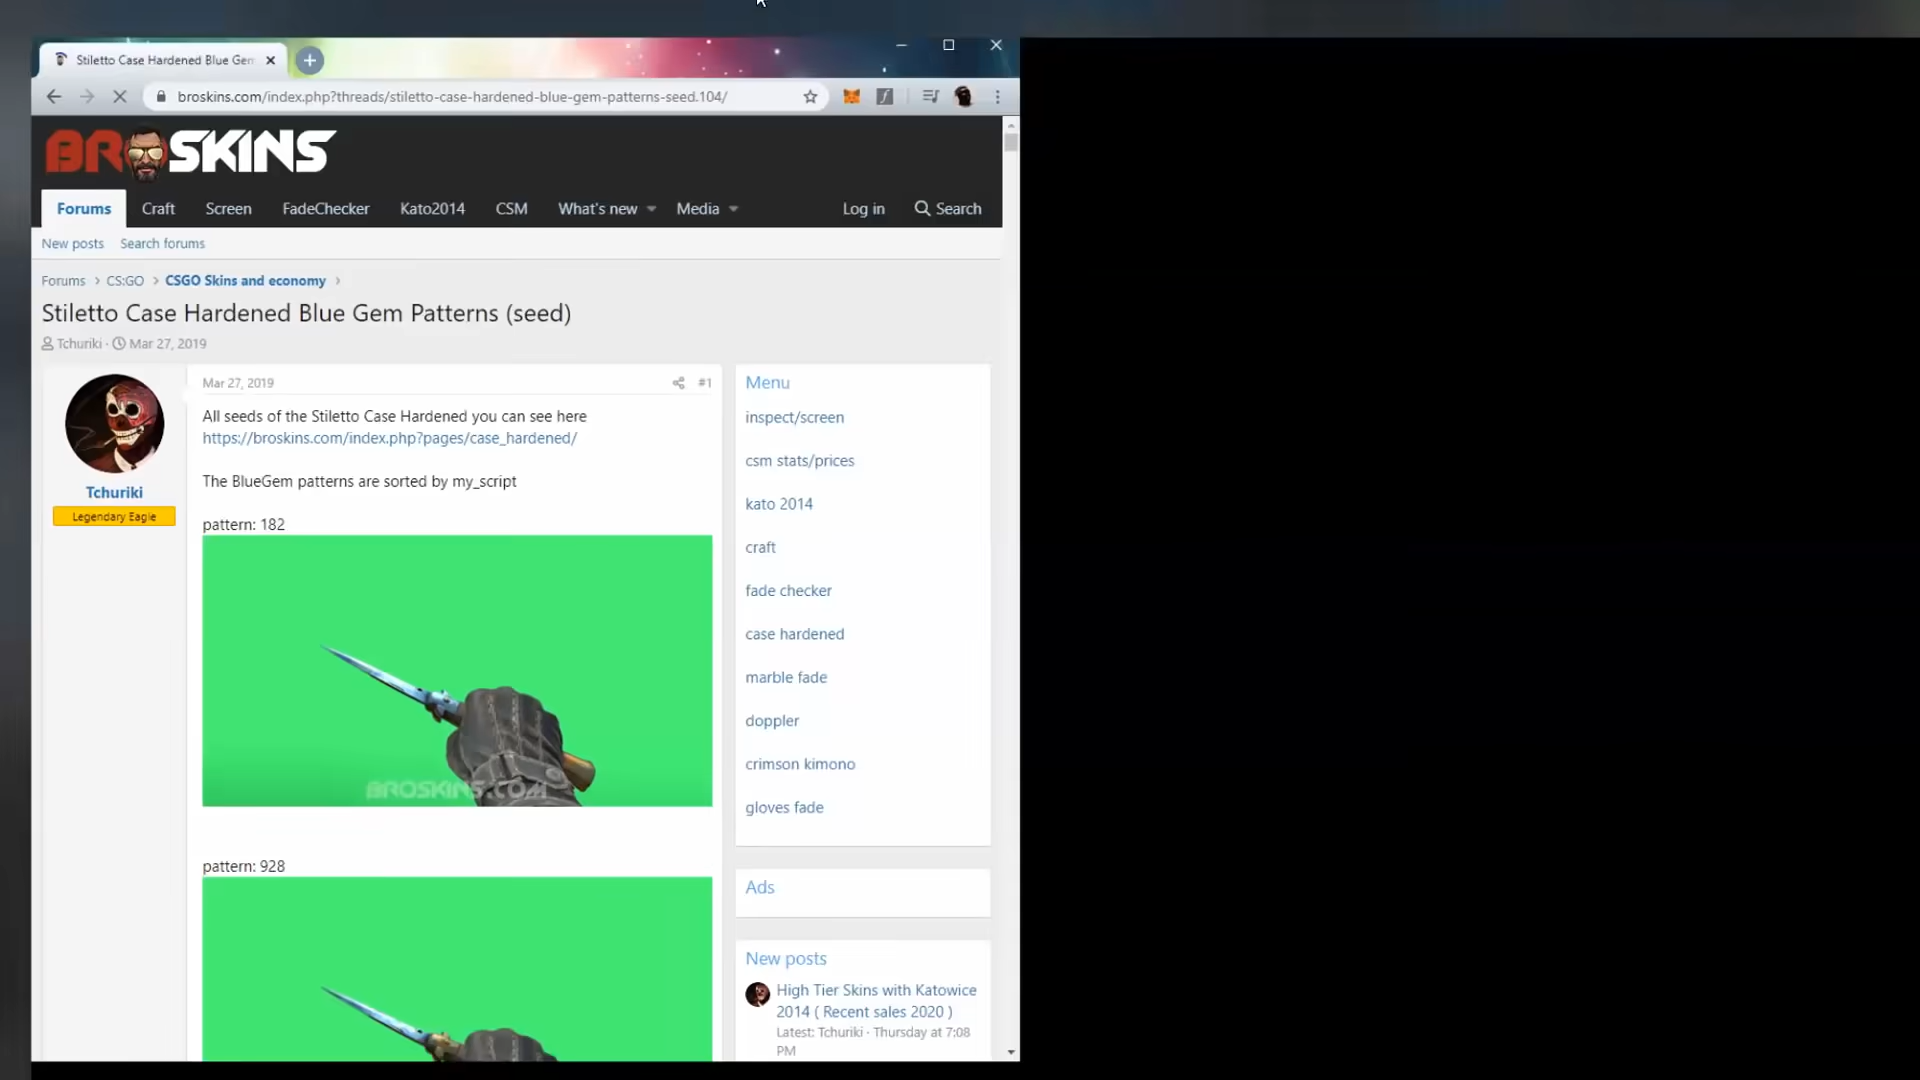 Stiletto Case Hardened Blue Gem
broskins.com/index.php?threads/stiletto-case-hardened-blue-gem-patterns-seed.104/
BROSKINS
Forums Craft Screen FadeChecker Kato2014 CSM What's new Media Log in Search
New posts Search forums
Forums > CS:GO > CSGO Skins and economy >
Stiletto Case Hardened Blue Gem Patterns (seed)
Tchuriki · Mar 27, 2019
Mar 27, 2019 #1
All seeds of the Stiletto Case Hardened you can see here
https://broskins.com/index.php?pages/case_hardened/
The BlueGem patterns are sorted by my_script
pattern: 182
BROSKINS.COM
pattern: 928
Tchuriki
Legendary Eagle
Menu
inspect/screen
csm stats/prices
kato 2014
craft
fade checker
case hardened
marble fade
doppler
crimson kimono
gloves fade
Ads
New posts
High Tier Skins with Katowice
2014 ( Recent sales 2020 )
Latest: Tchuriki · Thursday at 7:08
PM